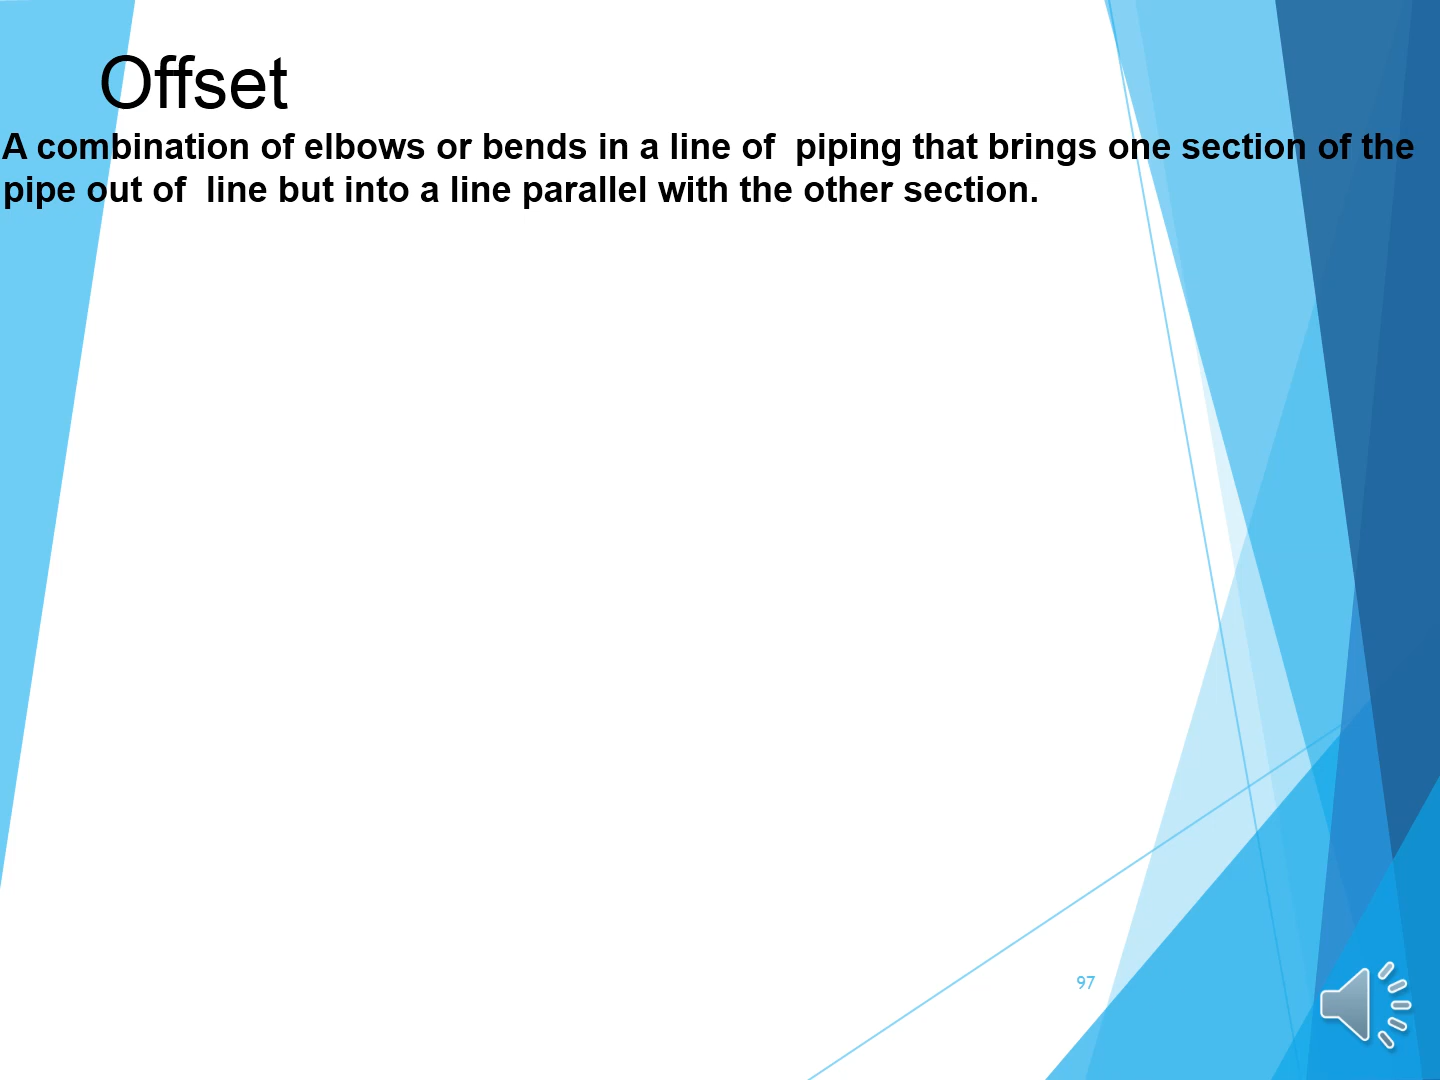 Offset
A combination of elbows or bends in a line of  piping that brings one section of the
pipe out of  line but into a line parallel with the other section.
97